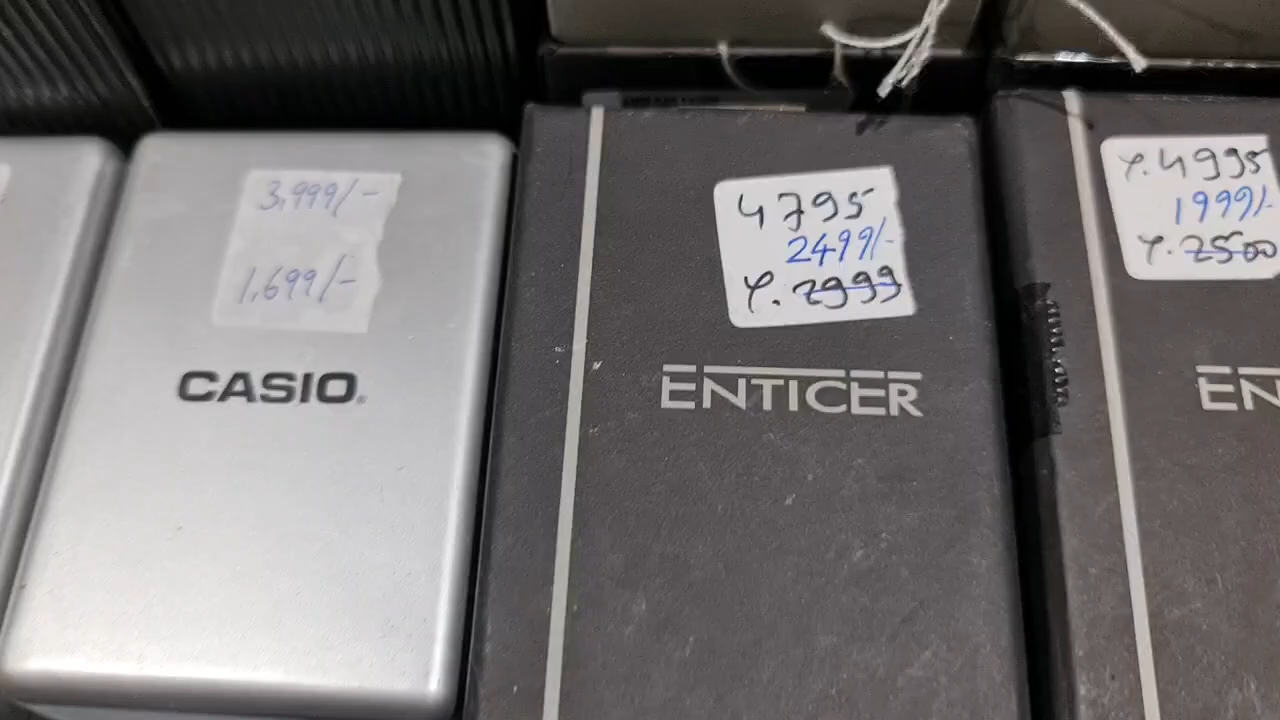 3,999/-
1,699/-
CASIO
4795
2499/-
Y. 2999
ENTICER
Y. 4995
1999/-
Y. 2500
EN